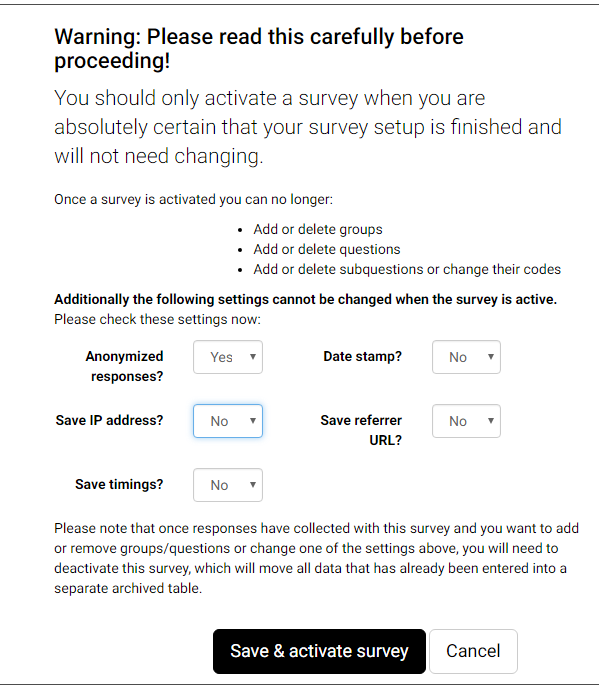 Warning: Please read this carefully before
proceeding!
You should only activate a survey when you are
absolutely certain that your survey setup is finished and
will not need changing.
Once a survey is activated you can no longer:
• Add or delete groups
• Add or delete questions
• Add or delete subquestions or change their codes
Additionally the following settings cannot be changed when the survey is active.
Please check these settings now:
Anonymized
responses?
Yes
Date stamp?
No
Save IP address?
No
Save referrer
URL?
No
Save timings?
No
Please note that once responses have collected with this survey and you want to add
or remove groups/questions or change one of the settings above, you will need to
deactivate this survey, which will move all data that has already been entered into a
separate archived table.
Save & activate survey
Cancel